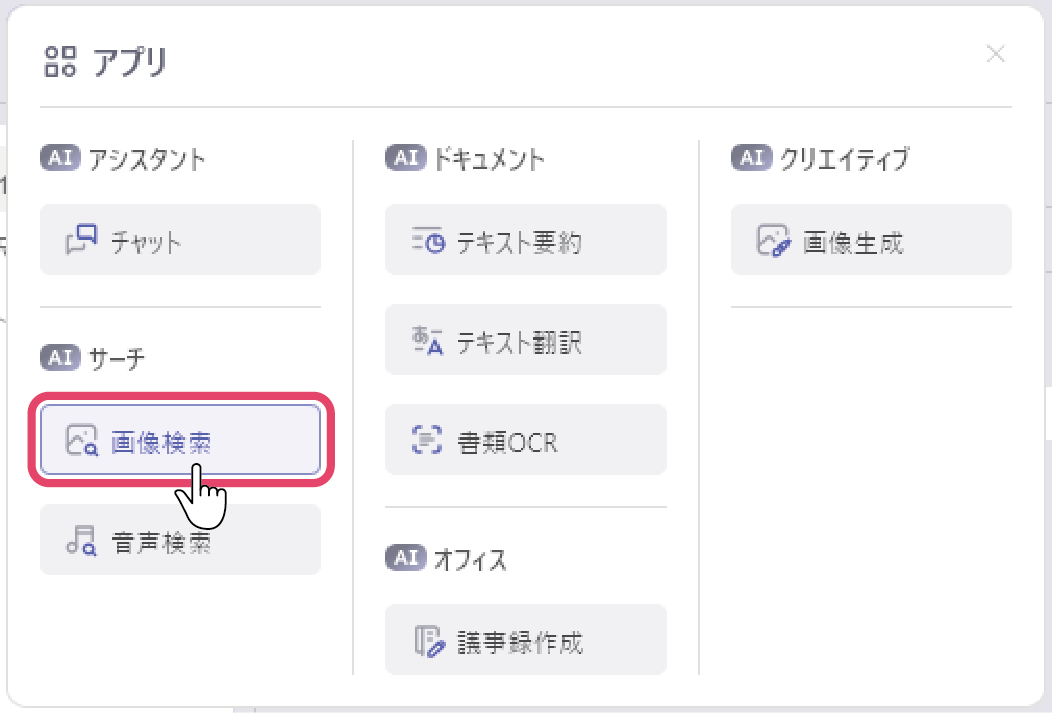 アプリ
AI アシスタント
チャット
AI サーチ
画像検索
音声検索
AI ドキュメント
テキスト要約
テキスト翻訳
書類OCR
AI オフィス
議事録作成
AI クリエイティブ
画像生成